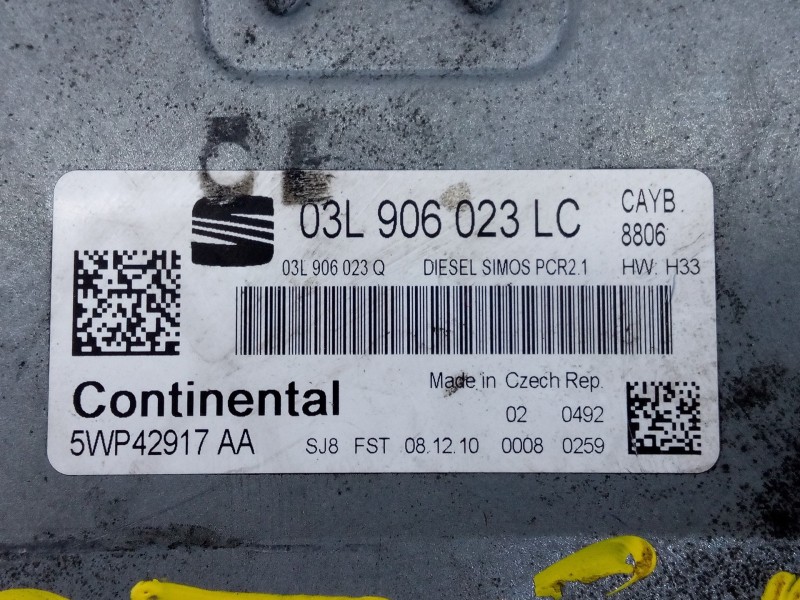 CE
03L 906 023 LC
CAYB
8806
03L 906 023 Q DIESEL SIMOS PCR2.1 HW: H33
Made in Czech Rep.
Continental
02 0492
5WP42917 AA SJ8 FST 08.12.10 0008 0259